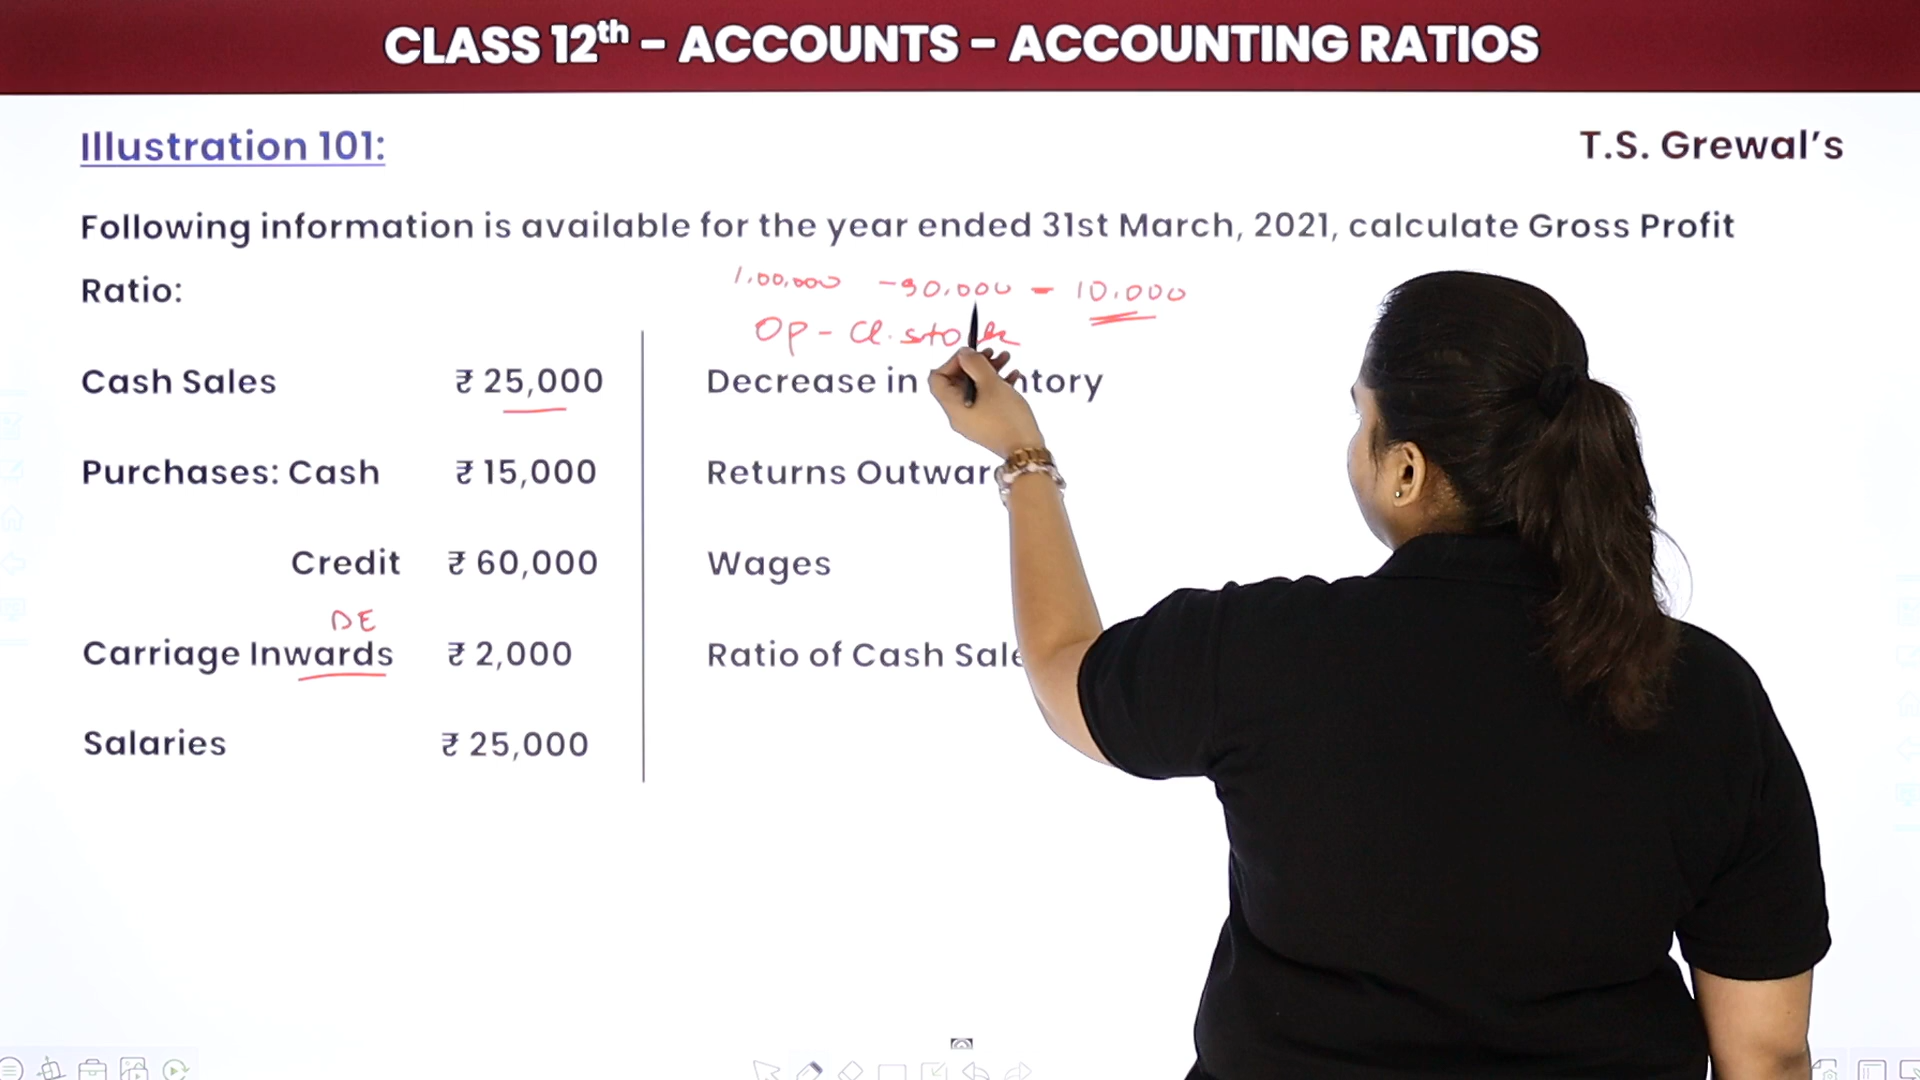 CLASS 12th - ACCOUNTS - ACCOUNTING RATIOS
Illustration 101:
T.S. Grewal's
Following information is available for the year ended 31st March, 2021, calculate Gross Profit
Ratio:
1,00,000 - 90,000 - 10,000
Op - Cl. stock
Cash Sales ₹ 25,000
Purchases: Cash ₹ 15,000
Credit ₹ 60,000
DE
Carriage Inwards ₹ 2,000
Salaries ₹ 25,000
Decrease in
Returns
Wages
Ratio of Cash